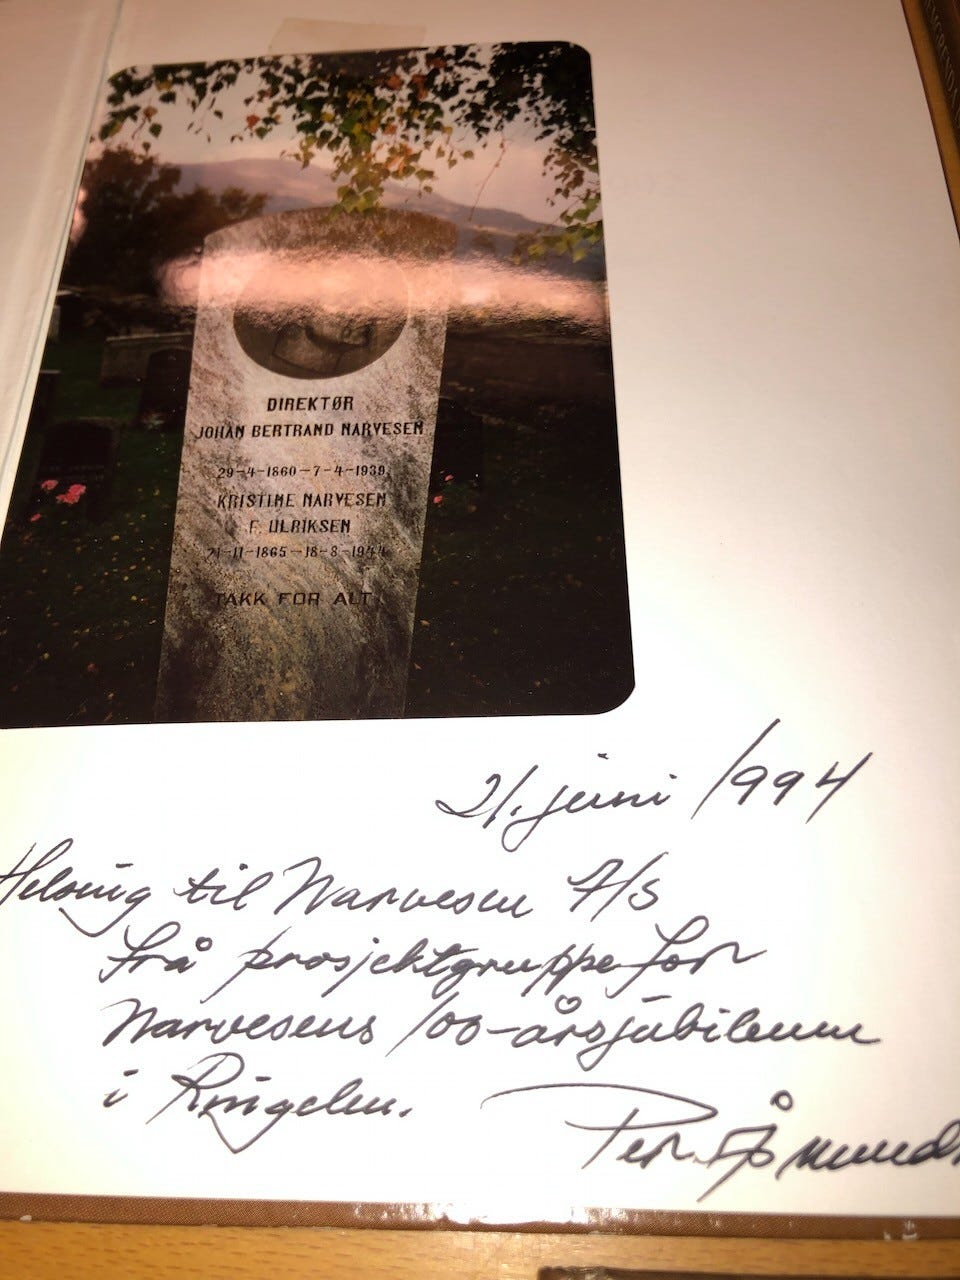 DIREKTØR
JOHAN BERTRAND NARVESEN
29-4-1860-7-4-1939
KRISTINE NARVESEN
F. ULRIKSEN
21-11-1865-18-8-1944
TAKK FOR ALT
21. juni 1994
Helsing til Narvesen A/S
frå prosjektgruppe for
Narvesens 100-årsjubileum
i Ringebu.
Per